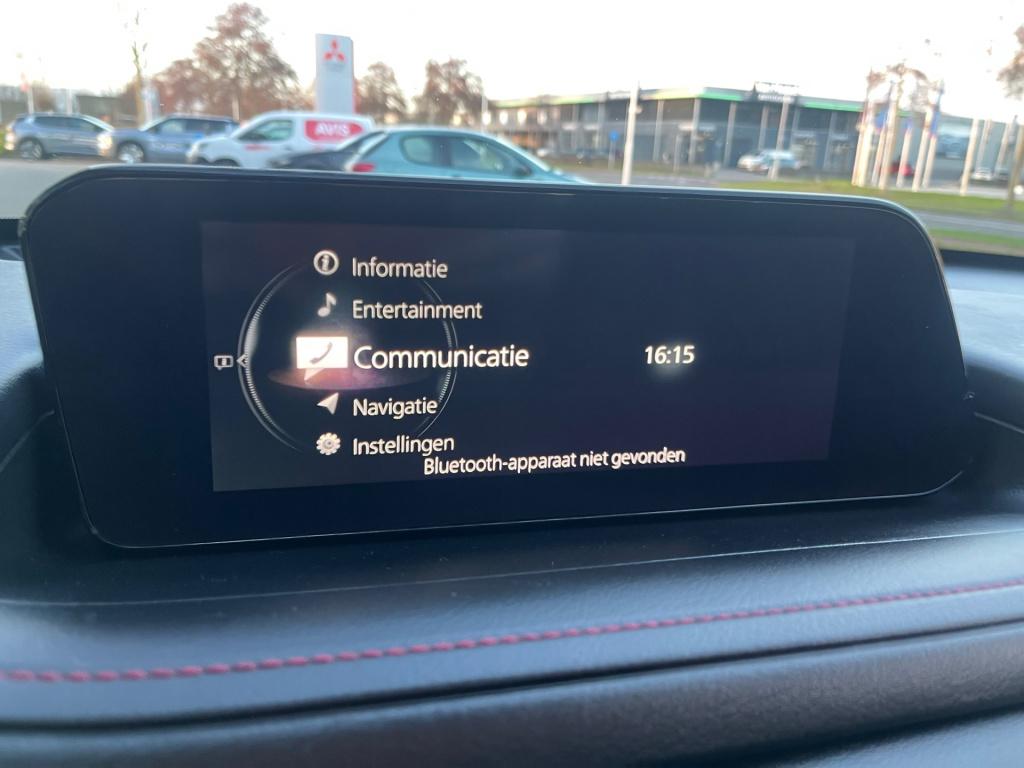 AVIS
Informatie
Entertainment
Communicatie
16:15
Navigatie
Instellingen
Bluetooth-apparaat niet gevonden